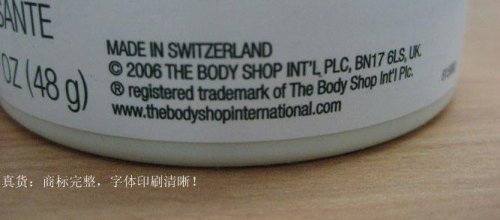 SANTE
OZ (48 g)
MADE IN SWITZERLAND
© 2006 THE BODY SHOP INT'L, PLC, BN17 6LS, UK.
® registered trademark of The Body Shop Int'l Plc.
www.thebodyshopinternational.com
真货：商标完整，字体印刷清晰！